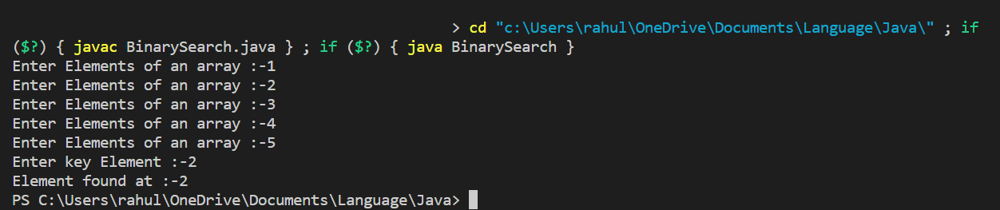 > cd "c:\Users\rahul\OneDrive\Documents\Language\Java\" ; if
($?) { javac BinarySearch.java } ; if ($?) { java BinarySearch }
Enter Elements of an array :-1
Enter Elements of an array :-2
Enter Elements of an array :-3
Enter Elements of an array :-4
Enter Elements of an array :-5
Enter key Element :-2
Element found at :-2
PS C:\Users\rahul\OneDrive\Documents\Language\Java>